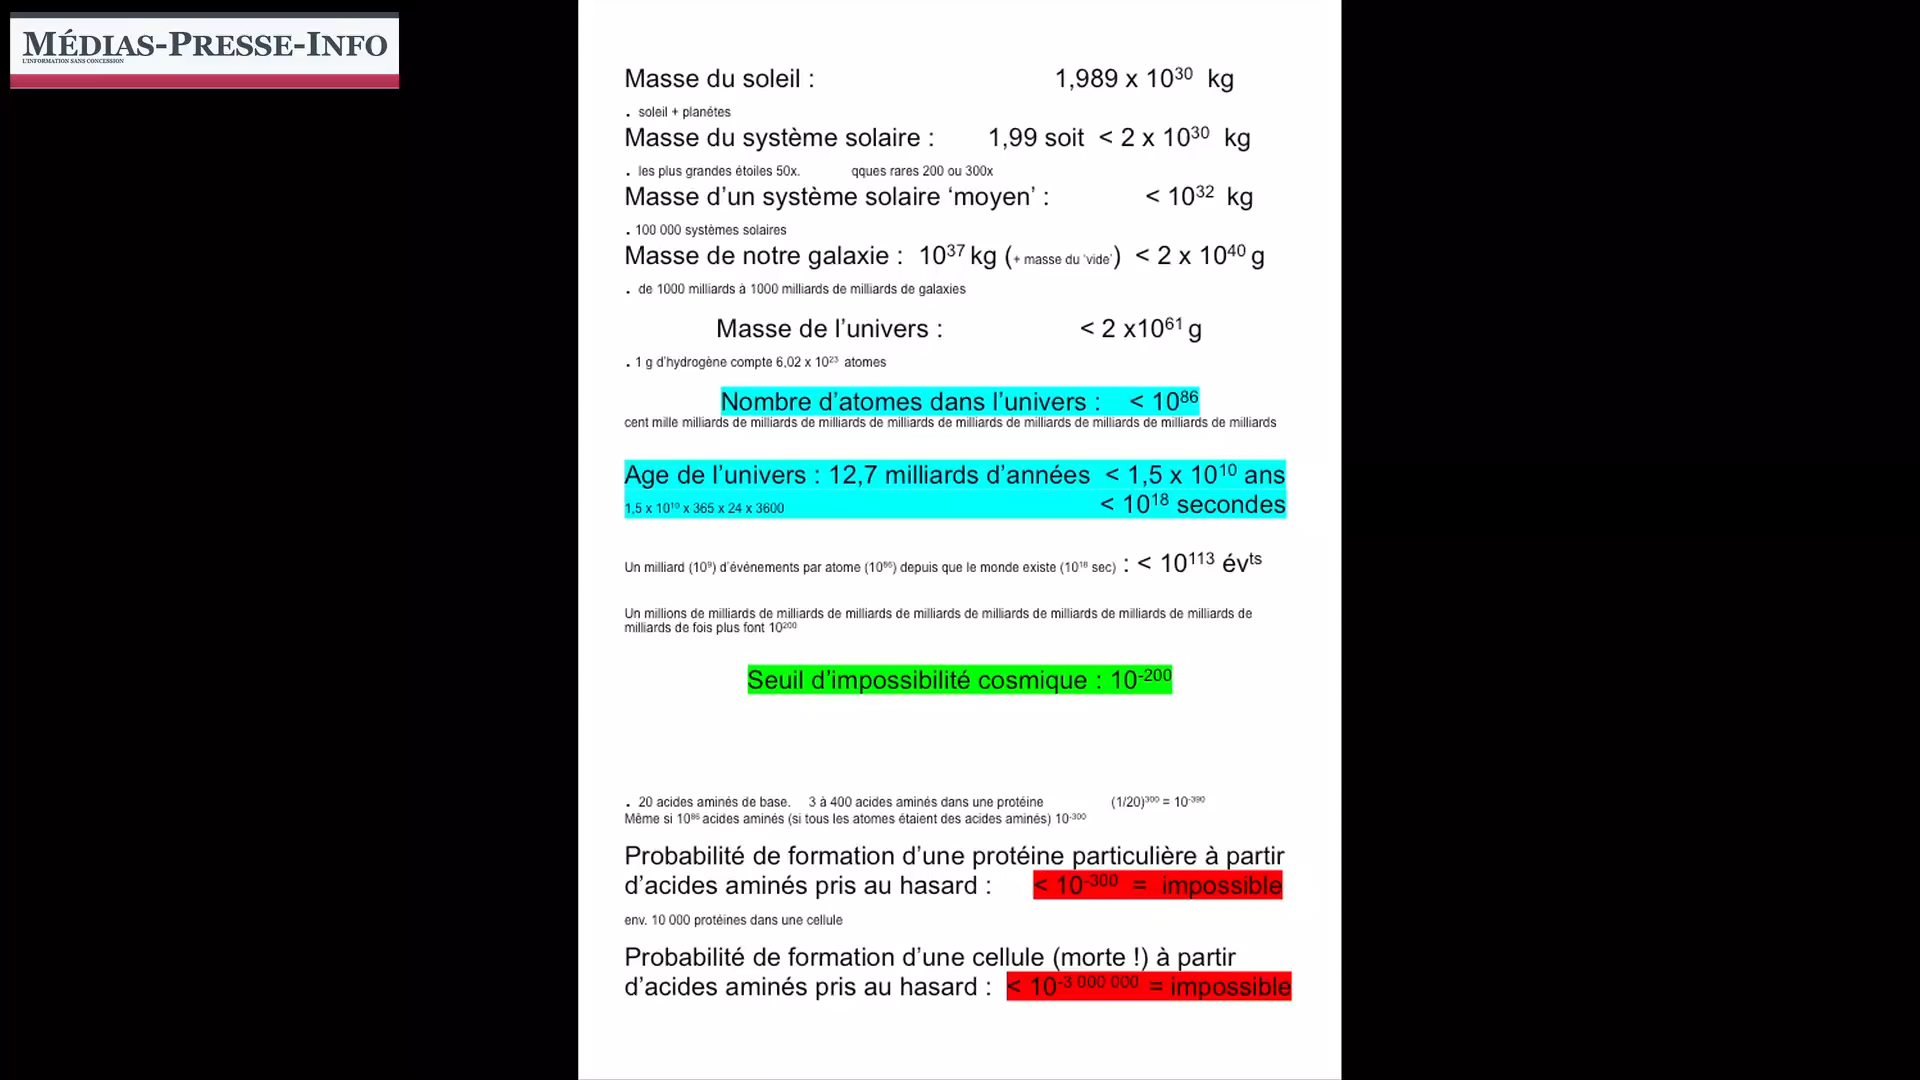 MÉDIAS-PRESSE-INFO
L'INFORMATION SANS CONCESSION
Masse du soleil : 1,989 x 10³⁰ kg
. soleil + planétes
Masse du système solaire : 1,99 soit < 2 x 10³⁰ kg
. les plus grandes étoiles 50x. qques rares 200 ou 300x
Masse d’un système solaire ‘moyen’ : < 10³² kg
. 100 000 systèmes solaires
Masse de notre galaxie : 10³⁷ kg (+ masse du ‘vide’) < 2 x 10⁴⁰ g
. de 1000 milliards à 1000 milliards de milliards de galaxies
Masse de l’univers : < 2 x10⁶¹ g
. 1 g d’hydrogène compte 6,02 x 10²³ atomes
Nombre d’atomes dans l’univers : < 10⁸⁶
cent mille milliards de milliards de milliards de milliards de milliards de milliards de milliards de milliards de milliards
Age de l’univers : 12,7 milliards d’années < 1,5 x 10¹⁰ ans
1,5 x 10¹⁰ x 365 x 24 x 3600 < 10¹⁸ secondes
Un milliard (10⁹) d’événements par atome (10⁸⁶) depuis que le monde existe (10¹⁸ sec) : < 10¹¹³ évᵗˢ
Un millions de milliards de milliards de milliards de milliards de milliards de milliards de milliards de milliards de
milliards de fois plus font 10²⁰⁰
Seuil d’impossibilité cosmique : 10⁻²⁰⁰
. 20 acides aminés de base. 3 à 400 acides aminés dans une protéine (1/20)³⁰⁰ = 10⁻³⁹⁰
Même si 10⁸⁶ acides aminés (si tous les atomes étaient des acides aminés) 10⁻³⁰⁰
Probabilité de formation d’une protéine particulière à partir
d’acides aminés pris au hasard : < 10⁻³⁰⁰ = impossible
env. 10 000 protéines dans une cellule
Probabilité de formation d’une cellule (morte !) à partir
d’acides aminés pris au hasard : < 10⁻³ ⁰⁰⁰ ⁰⁰⁰ = impossible